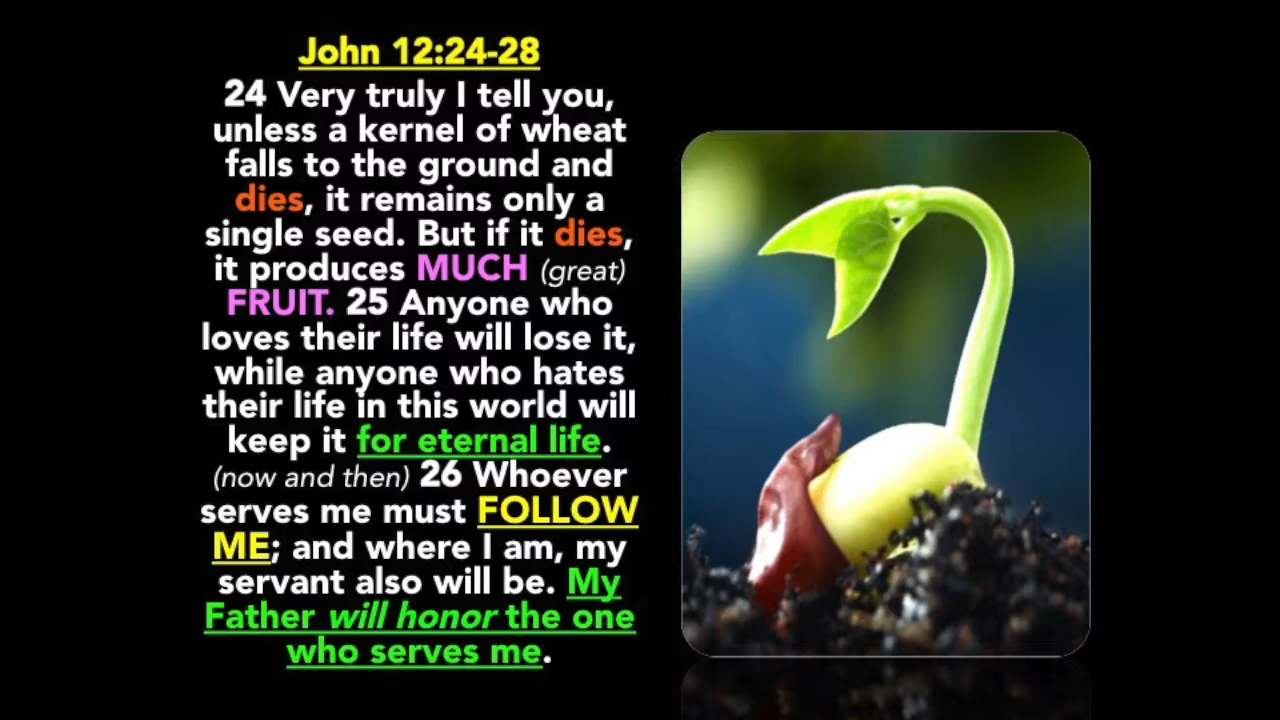 John 12:24-28
24 Very truly I tell you,
unless a kernel of wheat
falls to the ground and
dies, it remains only a
single seed. But if it dies,
it produces MUCH (great)
FRUIT. 25 Anyone who
loves their life will lose it,
while anyone who hates
their life in this world will
keep it for eternal life.
(now and then) 26 Whoever
serves me must FOLLOW
ME; and where I am, my
servant also will be. My
Father will honor the one
who serves me.